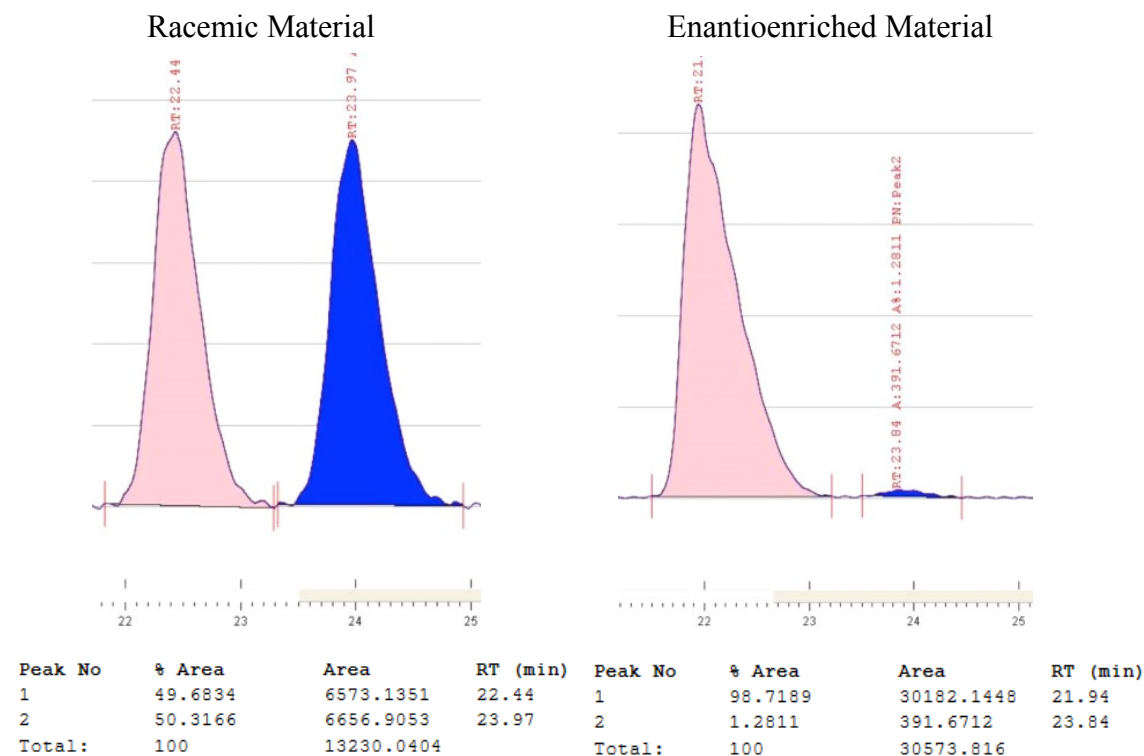 Racemic Material
Enantioenriched Material
RT:22.44
RT:23.97
RT:21.
RT:23.84 A:391.6712 A%:1.2811 PN:Peak2
22 23 24 25
22 23 24 25
Peak No % Area Area RT (min)
1 49.6834 6573.1351 22.44
2 50.3166 6656.9053 23.97
Total: 100 13230.0404
Peak No % Area Area RT (min)
1 98.7189 30182.1448 21.94
2 1.2811 391.6712 23.84
Total: 100 30573.816